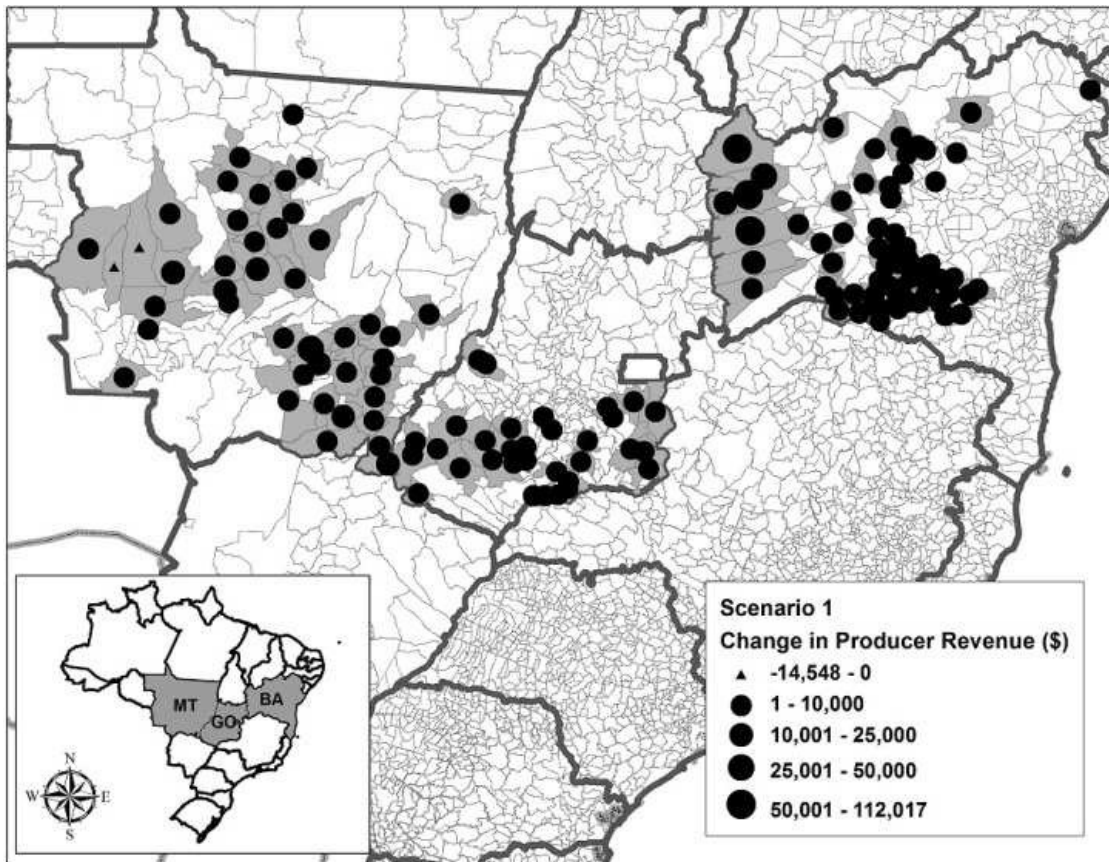 MT
GO
BA
N
W
E
S
Scenario 1
Change in Producer Revenue ($)
-14,548 - 0
1 - 10,000
10,001 - 25,000
25,001 - 50,000
50,001 - 112,017